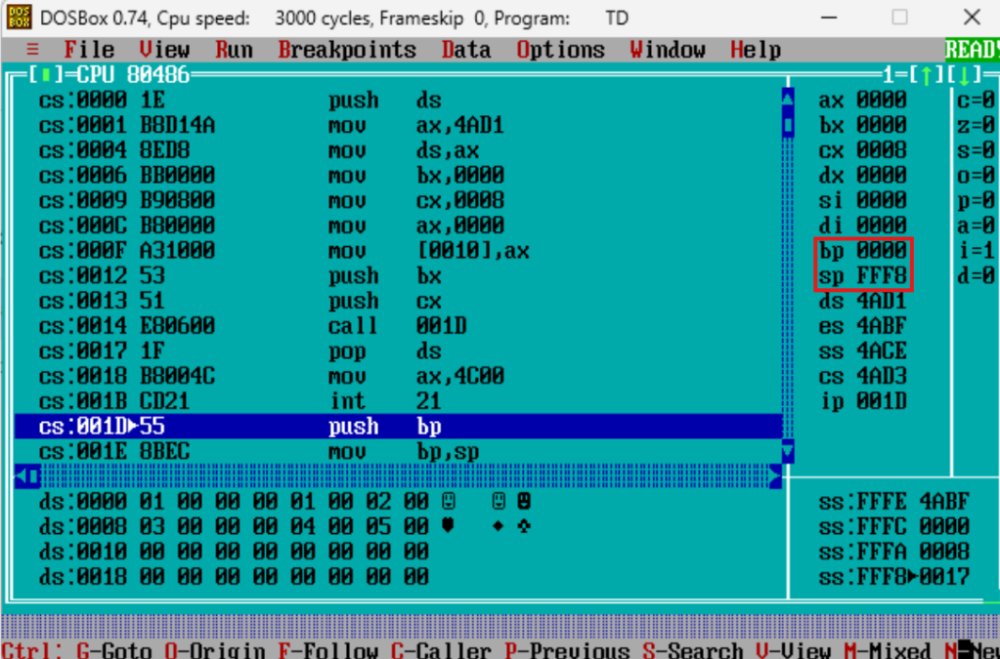 DOSBox 0.74, Cpu speed: 3000 cycles, Frameskip 0, Program: TD
≡ File View Run Breakpoints Data Options Window Help READY
[■]=CPU 80486 1=[↑][↓]
cs:0000 1E push ds ax 0000 c=0
cs:0001 B8D14A mov ax,4AD1 bx 0000 z=0
cs:0004 8ED8 mov ds,ax cx 0008 s=0
cs:0006 BB0000 mov bx,0000 dx 0000 o=0
cs:0009 B90800 mov cx,0008 si 0000 p=0
cs:000C B80000 mov ax,0000 di 0000 a=0
cs:000F A31000 mov [0010],ax bp 0000 i=1
cs:0012 53 push bx sp FFF8 d=0
cs:0013 51 push cx ds 4AD1
cs:0014 E80600 call 001D es 4ABF
cs:0017 1F pop ds ss 4ACE
cs:0018 B8004C mov ax,4C00 cs 4AD3
cs:001B CD21 int 21 ip 001D
cs:001D►55 push bp
cs:001E 8BEC mov bp,sp
ds:0000 01 00 00 00 01 00 02 00 ☺ ☺☻ ss:FFFE 4ABF
ds:0008 03 00 00 00 04 00 05 00 ♥ ♦ ♣ ss:FFFC 0000
ds:0010 00 00 00 00 00 00 00 00 ss:FFFA 0008
ds:0018 00 00 00 00 00 00 00 00 ss:FFF8►0017
Ctrl: G-Goto O-Origin F-Follow C-Caller P-Previous S-Search V-View M-Mixed N-New